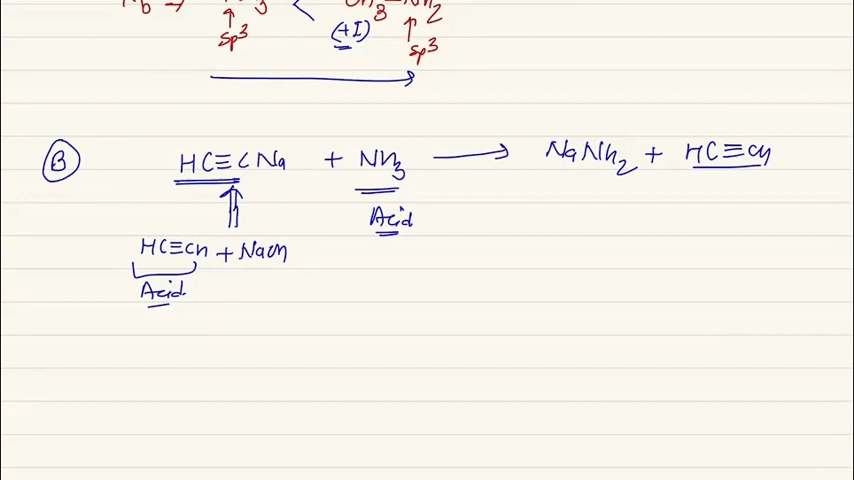 sp³ (+I) sp³
B HC≡CNa + NH₃ → NaNH₂ + HC≡CH
Acid
HC≡CH + NaOH
Acid